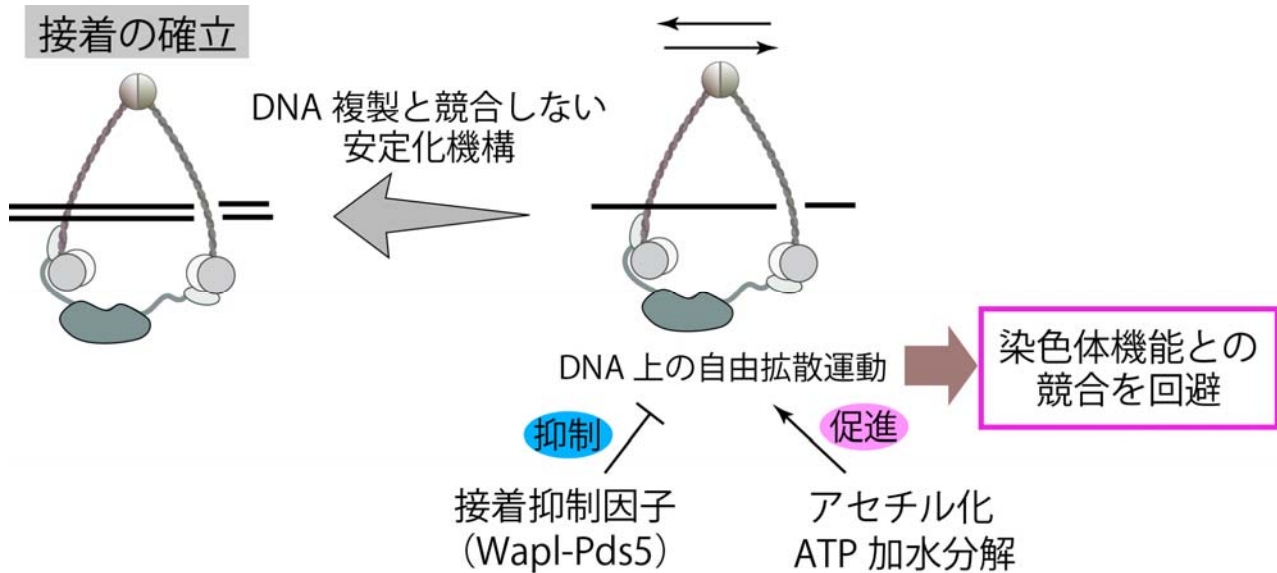 接着の確立
DNA 複製と競合しない
安定化機構
DNA 上の自由拡散運動
染色体機能との
競合を回避
抑制
促進
接着抑制因子
（Wapl-Pds5）
アセチル化
ATP 加水分解